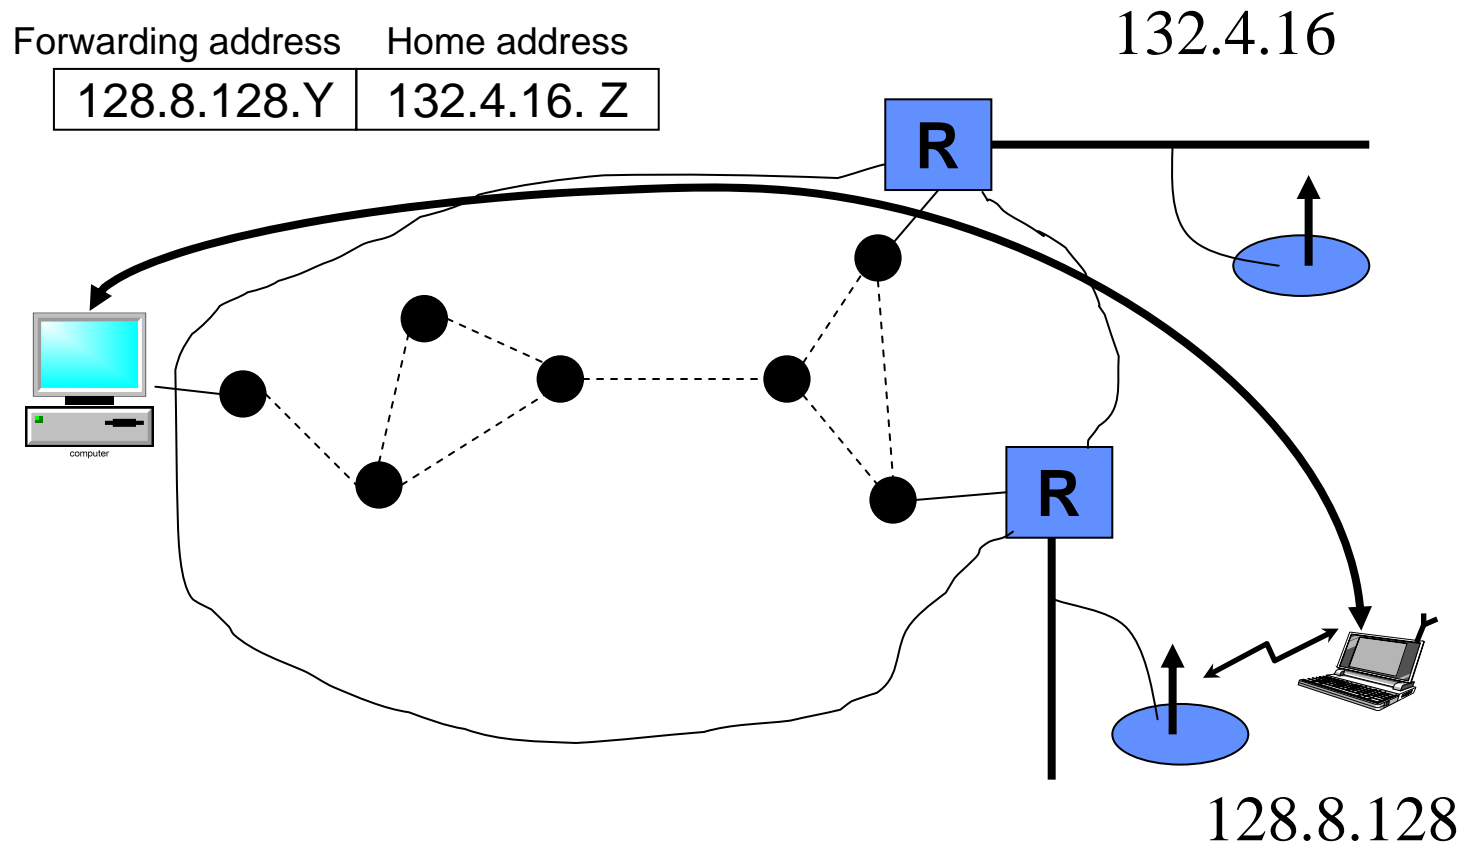 Forwarding address Home address
128.8.128.Y 132.4.16. Z
132.4.16
R
R
computer
128.8.128